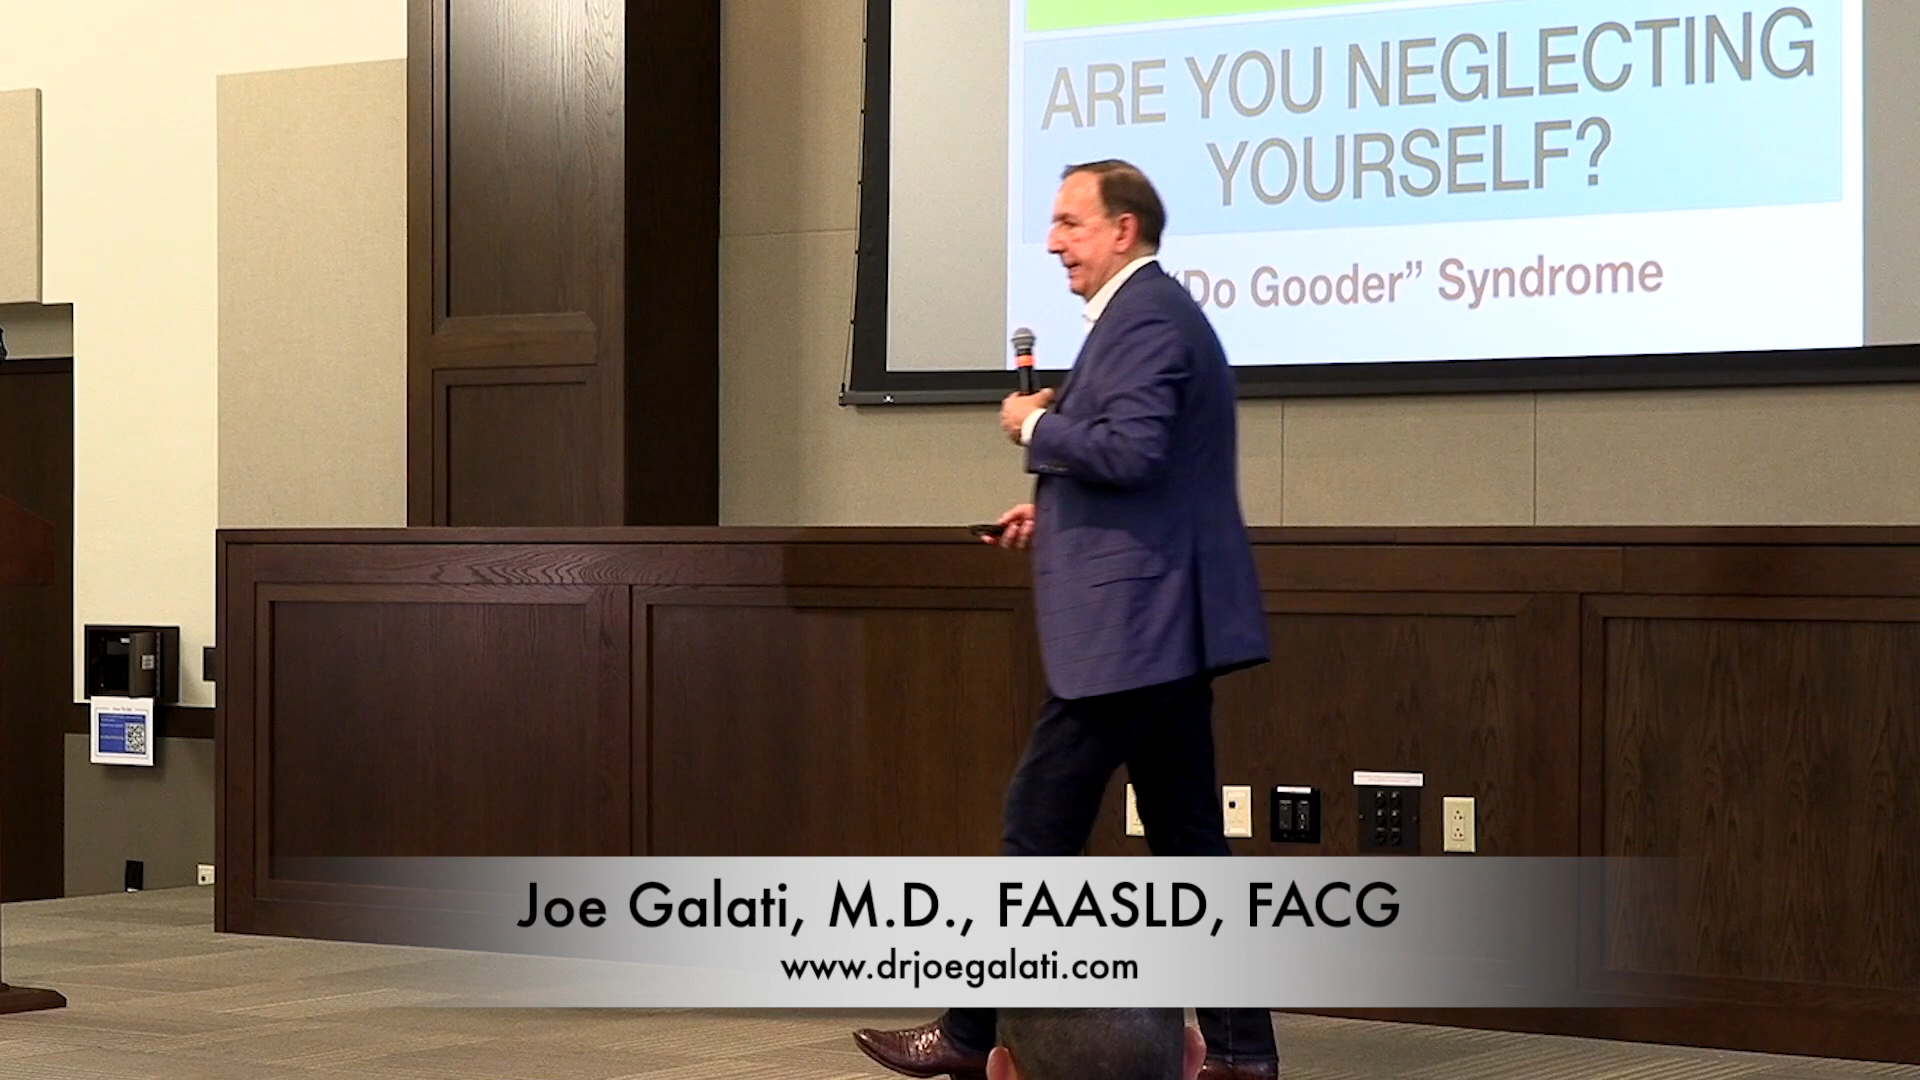 ARE YOU NEGLECTING
YOURSELF?
“Do Gooder” Syndrome
Joe Galati, M.D., FAASLD, FACG
www.drjoegalati.com